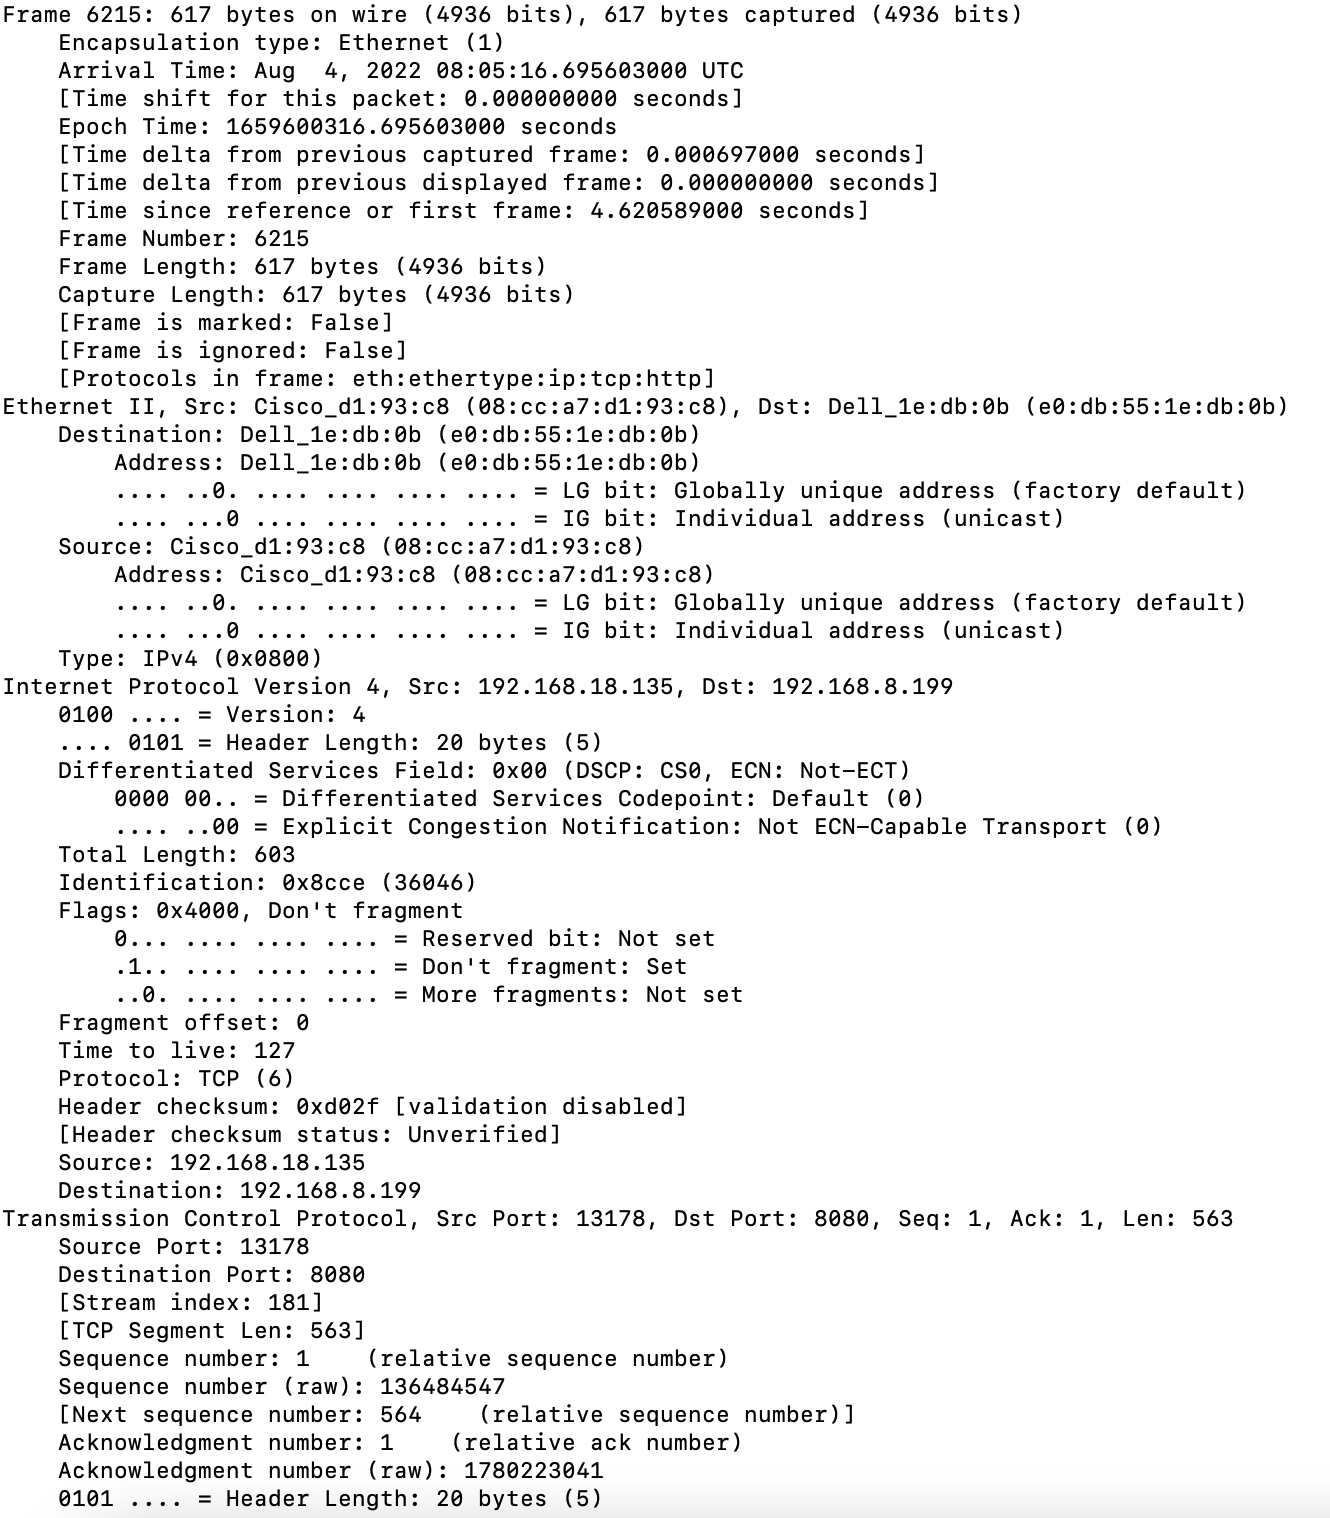 Frame 6215: 617 bytes on wire (4936 bits), 617 bytes captured (4936 bits)
    Encapsulation type: Ethernet (1)
    Arrival Time: Aug  4, 2022 08:05:16.695603000 UTC
    [Time shift for this packet: 0.000000000 seconds]
    Epoch Time: 1659600316.695603000 seconds
    [Time delta from previous captured frame: 0.000697000 seconds]
    [Time delta from previous displayed frame: 0.000000000 seconds]
    [Time since reference or first frame: 4.620589000 seconds]
    Frame Number: 6215
    Frame Length: 617 bytes (4936 bits)
    Capture Length: 617 bytes (4936 bits)
    [Frame is marked: False]
    [Frame is ignored: False]
    [Protocols in frame: eth:ethertype:ip:tcp:http]
Ethernet II, Src: Cisco_d1:93:c8 (08:cc:a7:d1:93:c8), Dst: Dell_1e:db:0b (e0:db:55:1e:db:0b)
    Destination: Dell_1e:db:0b (e0:db:55:1e:db:0b)
        Address: Dell_1e:db:0b (e0:db:55:1e:db:0b)
        .... ..0. .... .... .... .... = LG bit: Globally unique address (factory default)
        .... ...0 .... .... .... .... = IG bit: Individual address (unicast)
    Source: Cisco_d1:93:c8 (08:cc:a7:d1:93:c8)
        Address: Cisco_d1:93:c8 (08:cc:a7:d1:93:c8)
        .... ..0. .... .... .... .... = LG bit: Globally unique address (factory default)
        .... ...0 .... .... .... .... = IG bit: Individual address (unicast)
    Type: IPv4 (0x0800)
Internet Protocol Version 4, Src: 192.168.18.135, Dst: 192.168.8.199
    0100 .... = Version: 4
    .... 0101 = Header Length: 20 bytes (5)
    Differentiated Services Field: 0x00 (DSCP: CS0, ECN: Not-ECT)
        0000 00.. = Differentiated Services Codepoint: Default (0)
        .... ..00 = Explicit Congestion Notification: Not ECN-Capable Transport (0)
    Total Length: 603
    Identification: 0x8cce (36046)
    Flags: 0x4000, Don't fragment
        0... .... .... .... = Reserved bit: Not set
        .1.. .... .... .... = Don't fragment: Set
        ..0. .... .... .... = More fragments: Not set
    Fragment offset: 0
    Time to live: 127
    Protocol: TCP (6)
    Header checksum: 0xd02f [validation disabled]
    [Header checksum status: Unverified]
    Source: 192.168.18.135
    Destination: 192.168.8.199
Transmission Control Protocol, Src Port: 13178, Dst Port: 8080, Seq: 1, Ack: 1, Len: 563
    Source Port: 13178
    Destination Port: 8080
    [Stream index: 181]
    [TCP Segment Len: 563]
    Sequence number: 1    (relative sequence number)
    Sequence number (raw): 136484547
    [Next sequence number: 564    (relative sequence number)]
    Acknowledgment number: 1    (relative ack number)
    Acknowledgment number (raw): 1780223041
    0101 .... = Header Length: 20 bytes (5)